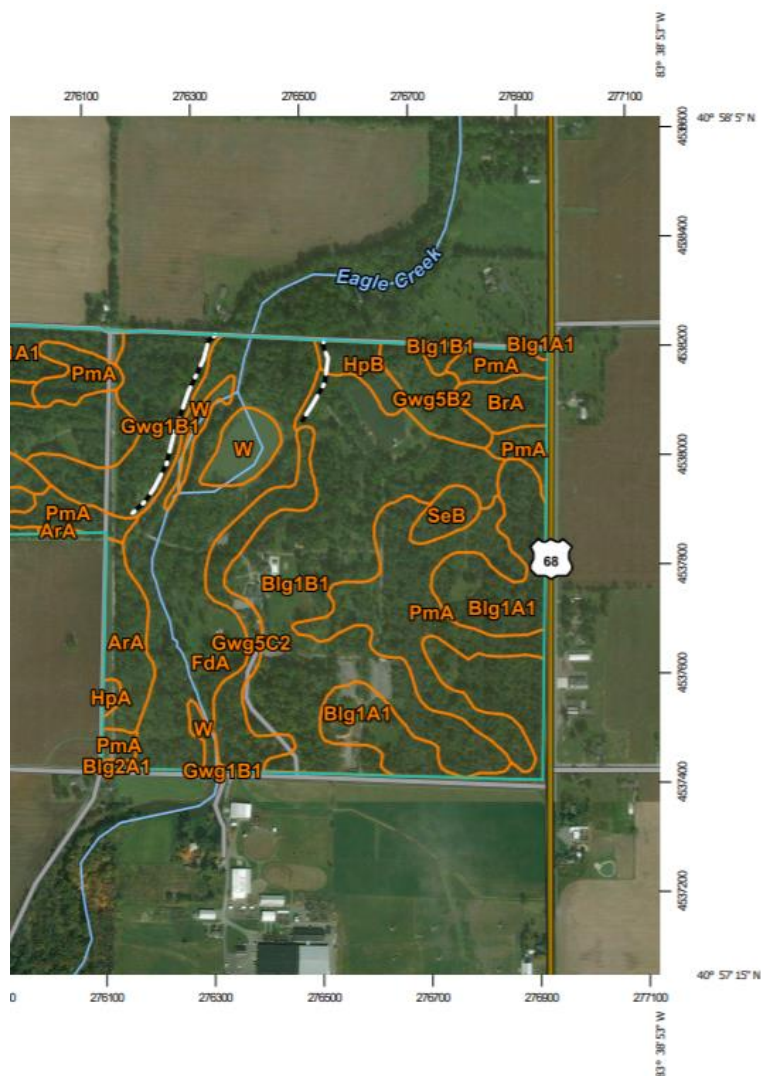 83° 38' 53" W
276100 276300 276500 276700 276900 277100
4538600
40° 58' 5" N
4538400
Eagle Creek
4538200
Blg1B1 Blg1A1
1A1 PmA HpB PmA
Gwg5B2 BrA
W
Gwg1B1
W PmA
4538000
PmA SeB
ArA
68
4537800
Blg1B1 PmA Blg1A1
ArA Gwg5C2
FdA
4537600
HpA
W Blg1A1
PmA
Blg2A1 Gwg1B1
4537400
4537200
40° 57' 15" N
0 276100 276300 276500 276700 276900 277100
83° 38' 53" W